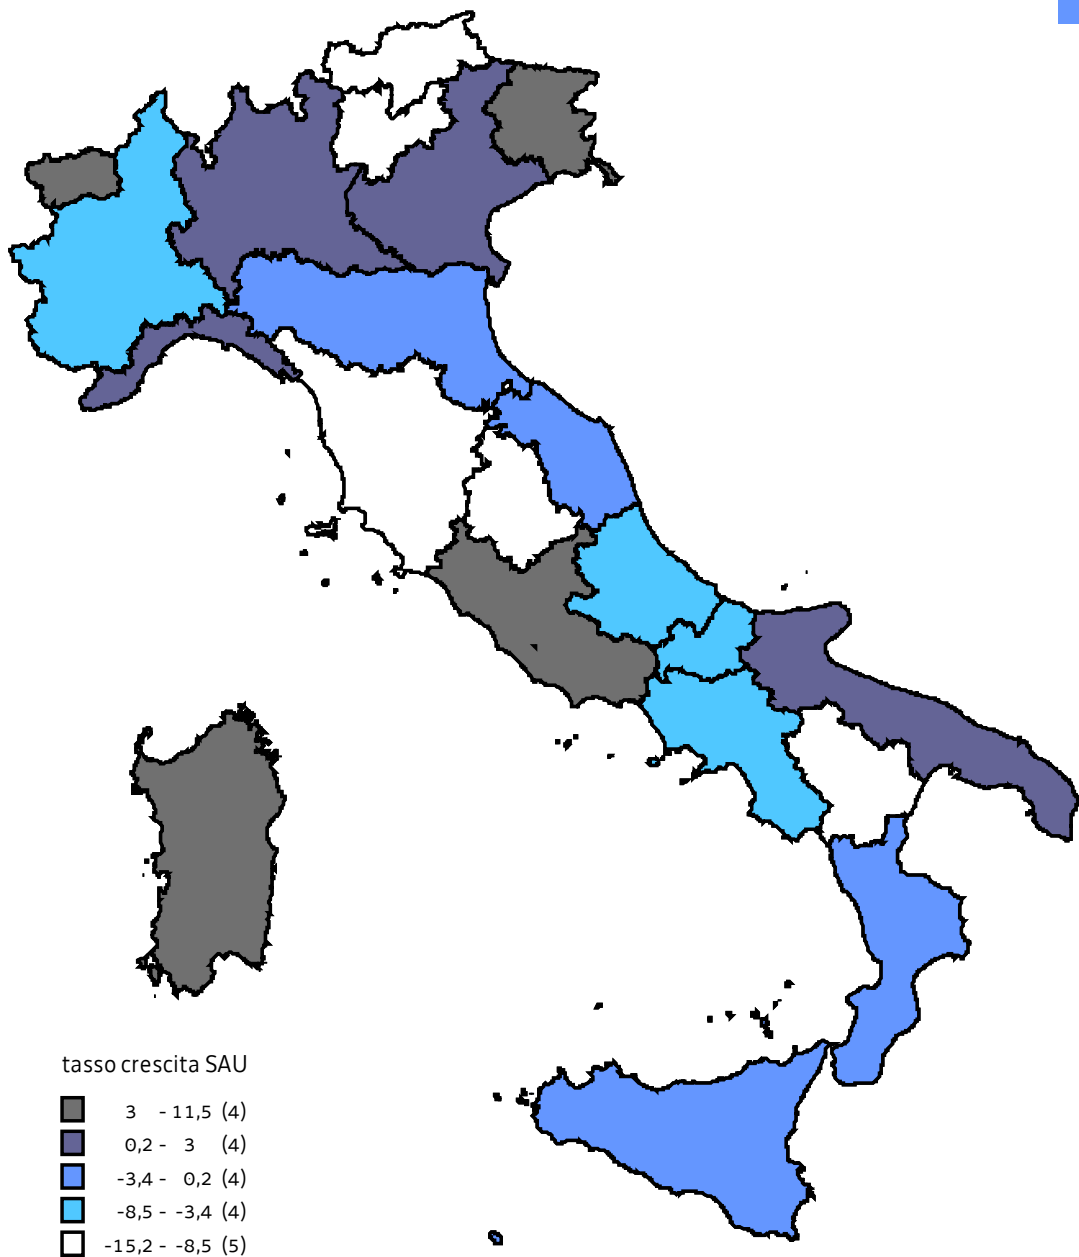 tasso crescita SAU
3 - 11,5 (4)
0,2 - 3 (4)
-3,4 - 0,2 (4)
-8,5 - -3,4 (4)
-15,2 - -8,5 (5)